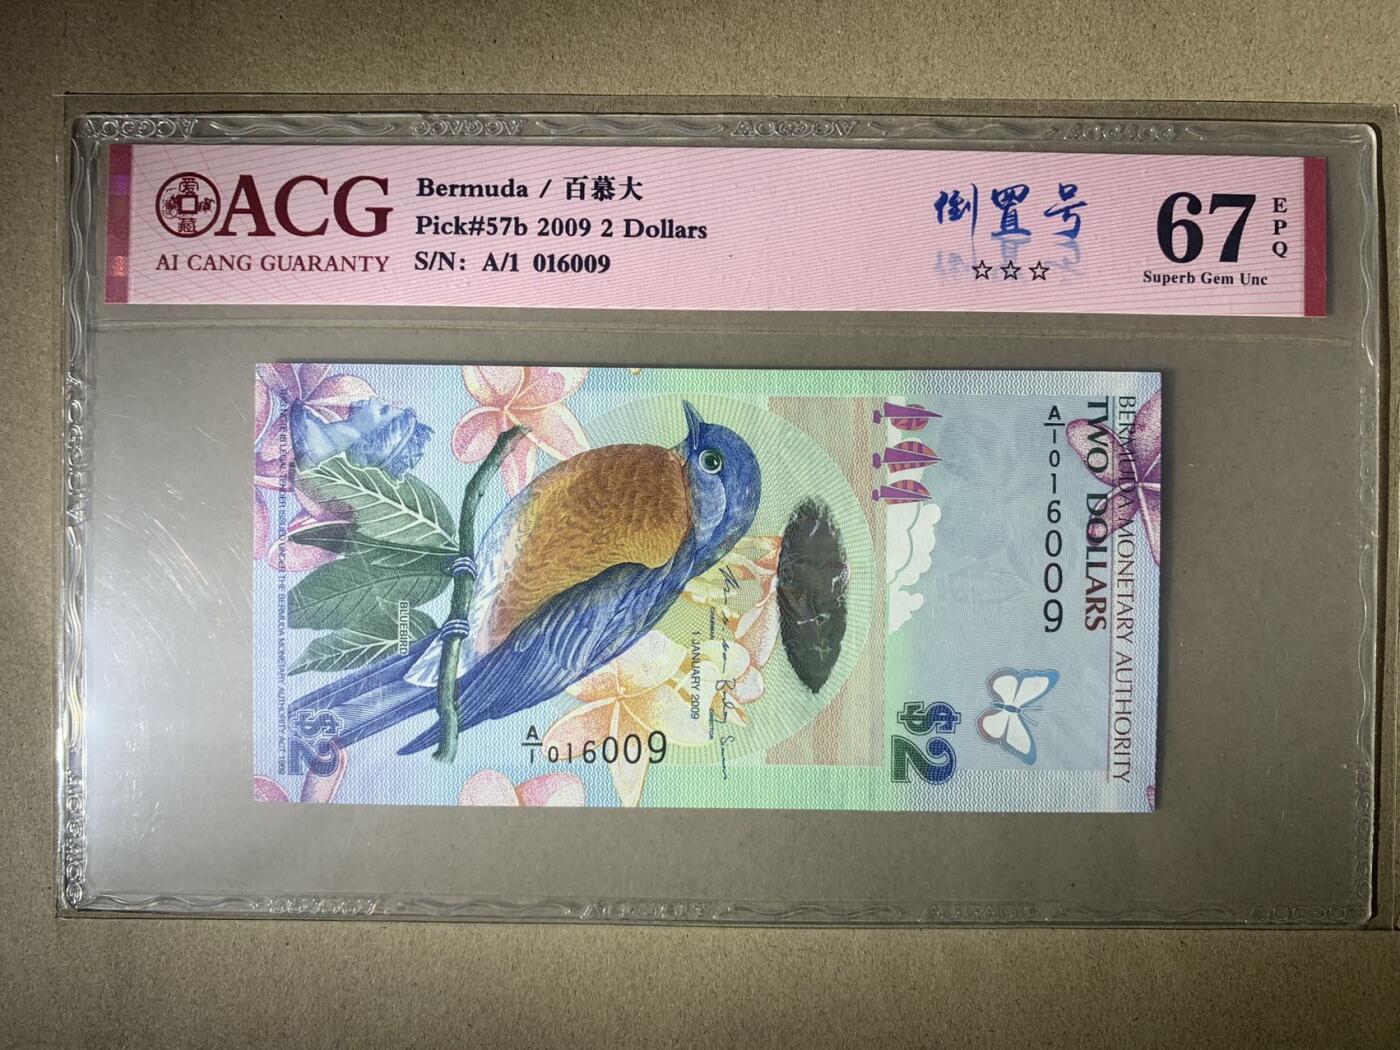 ACG
AI CANG GUARANTY
Bermuda / 百慕大
Pick#57b 2009 2 Dollars
S/N: A/1 016009
倒置号
☆☆☆
67
EPQ
Superb Gem Unc
BERMUDA MONETARY AUTHORITY
TWO DOLLARS
A/1 016009
$2
BLUEBIRD
CHAIRMAN
DIRECTOR
1 JANUARY 2009
A/1 016009
$2